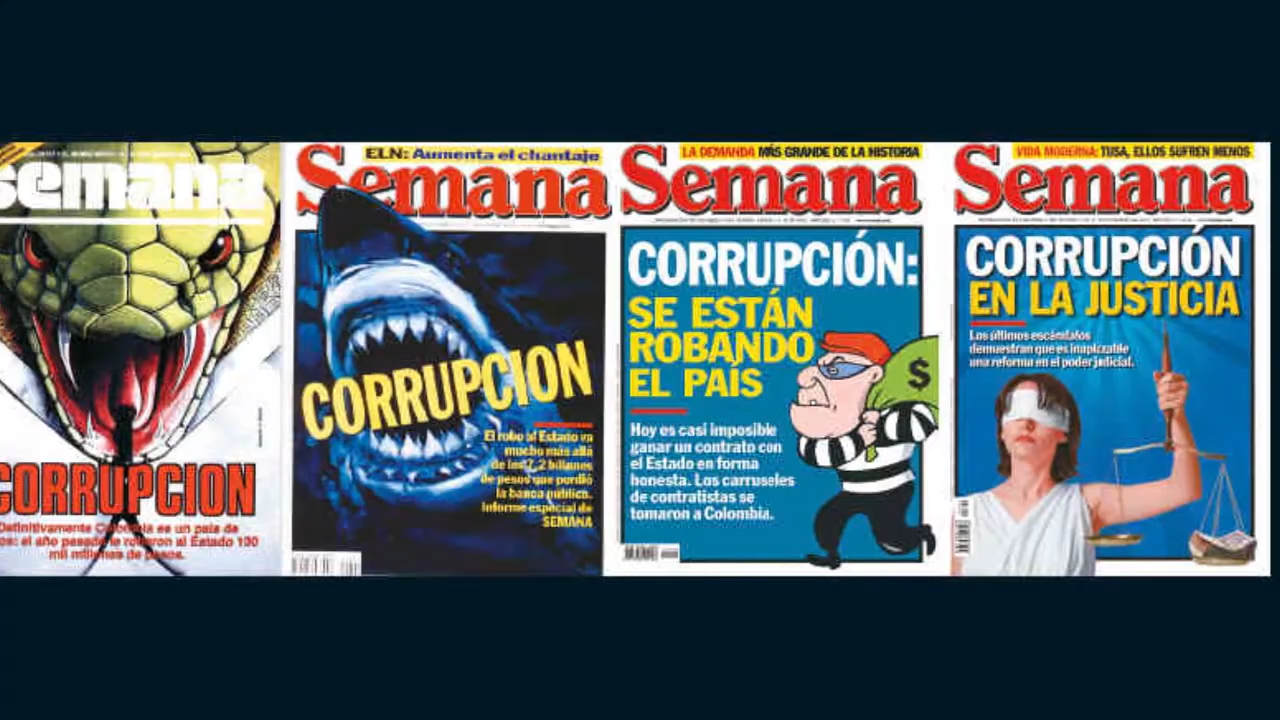 semana
CORRUPCION
Definitivamente Colombia es un país de
os: el año pasado le robaron al Estado 100
mil millones de pesos.
ELN: Aumenta el chantaje
Semana
CORRUPCION
El robo al Estado va
mucho más allá
de los 7,2 billones
de pesos que perdió
la banca pública.
Informe especial de
SEMANA
LA DEMANDA MÁS GRANDE DE LA HISTORIA
Semana
CORRUPCIÓN:
SE ESTÁN
ROBANDO
EL PAÍS
$
Hoy es casi imposible
ganar un contrato con
el Estado en forma
honesta. Los carruseles
de contratistas se
tomaron a Colombia.
VIDA MODERNA: TUSA, ELLOS SUFREN MENOS
Semana
CORRUPCIÓN
EN LA JUSTICIA
Los últimos escándalos
demuestran que es inaplazable
una reforma en el poder judicial.